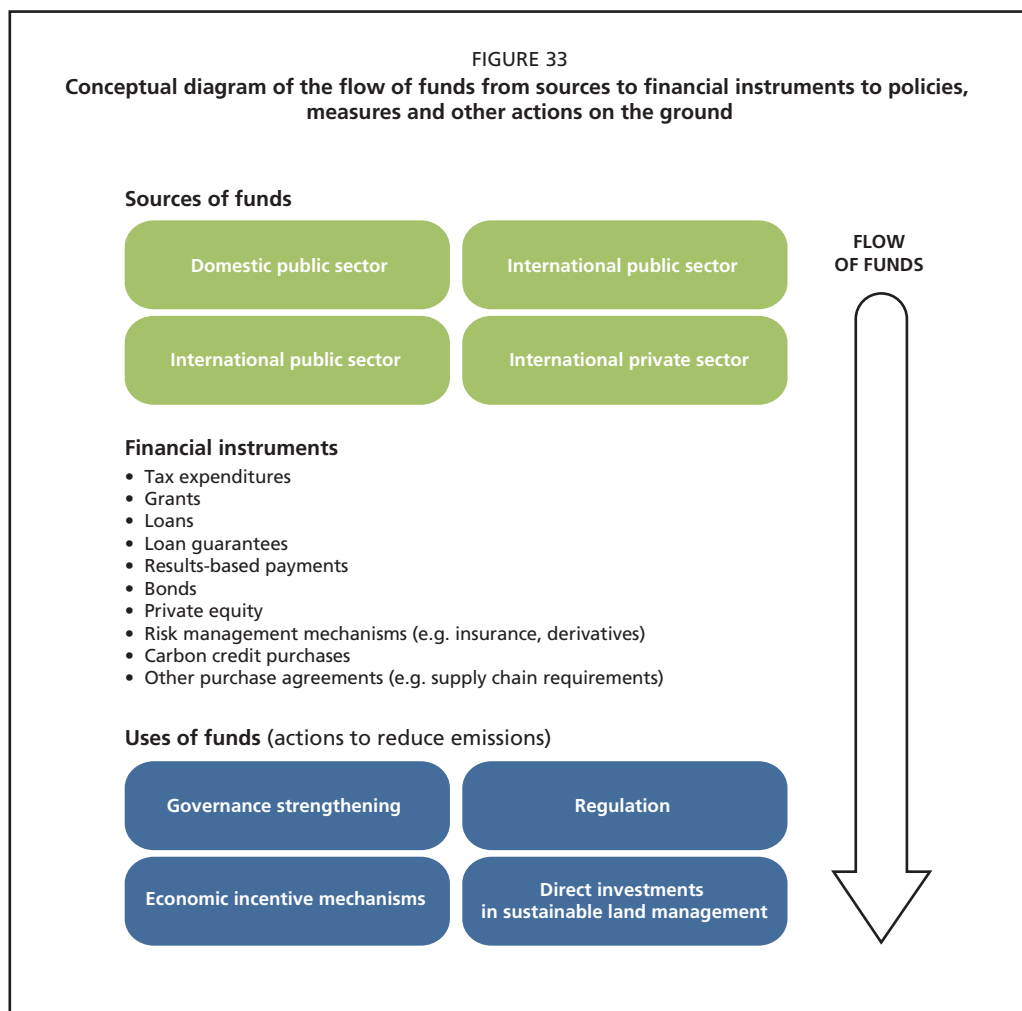 FIGURE 33
Conceptual diagram of the flow of funds from sources to financial instruments to policies,
measures and other actions on the ground
Sources of funds
Domestic public sector
International public sector
International public sector
International private sector
FLOW
OF FUNDS
Financial instruments
• Tax expenditures
• Grants
• Loans
• Loan guarantees
• Results-based payments
• Bonds
• Private equity
• Risk management mechanisms (e.g. insurance, derivatives)
• Carbon credit purchases
• Other purchase agreements (e.g. supply chain requirements)
Uses of funds (actions to reduce emissions)
Governance strengthening
Regulation
Economic incentive mechanisms
Direct investments
in sustainable land management